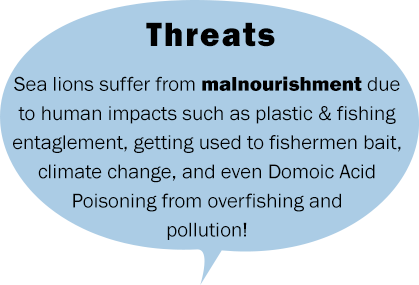 Threats
Sea lions suffer from malnourishment due
to human impacts such as plastic & fishing
entaglement, getting used to fishermen bait,
climate change, and even Domoic Acid
Poisoning from overfishing and
pollution!